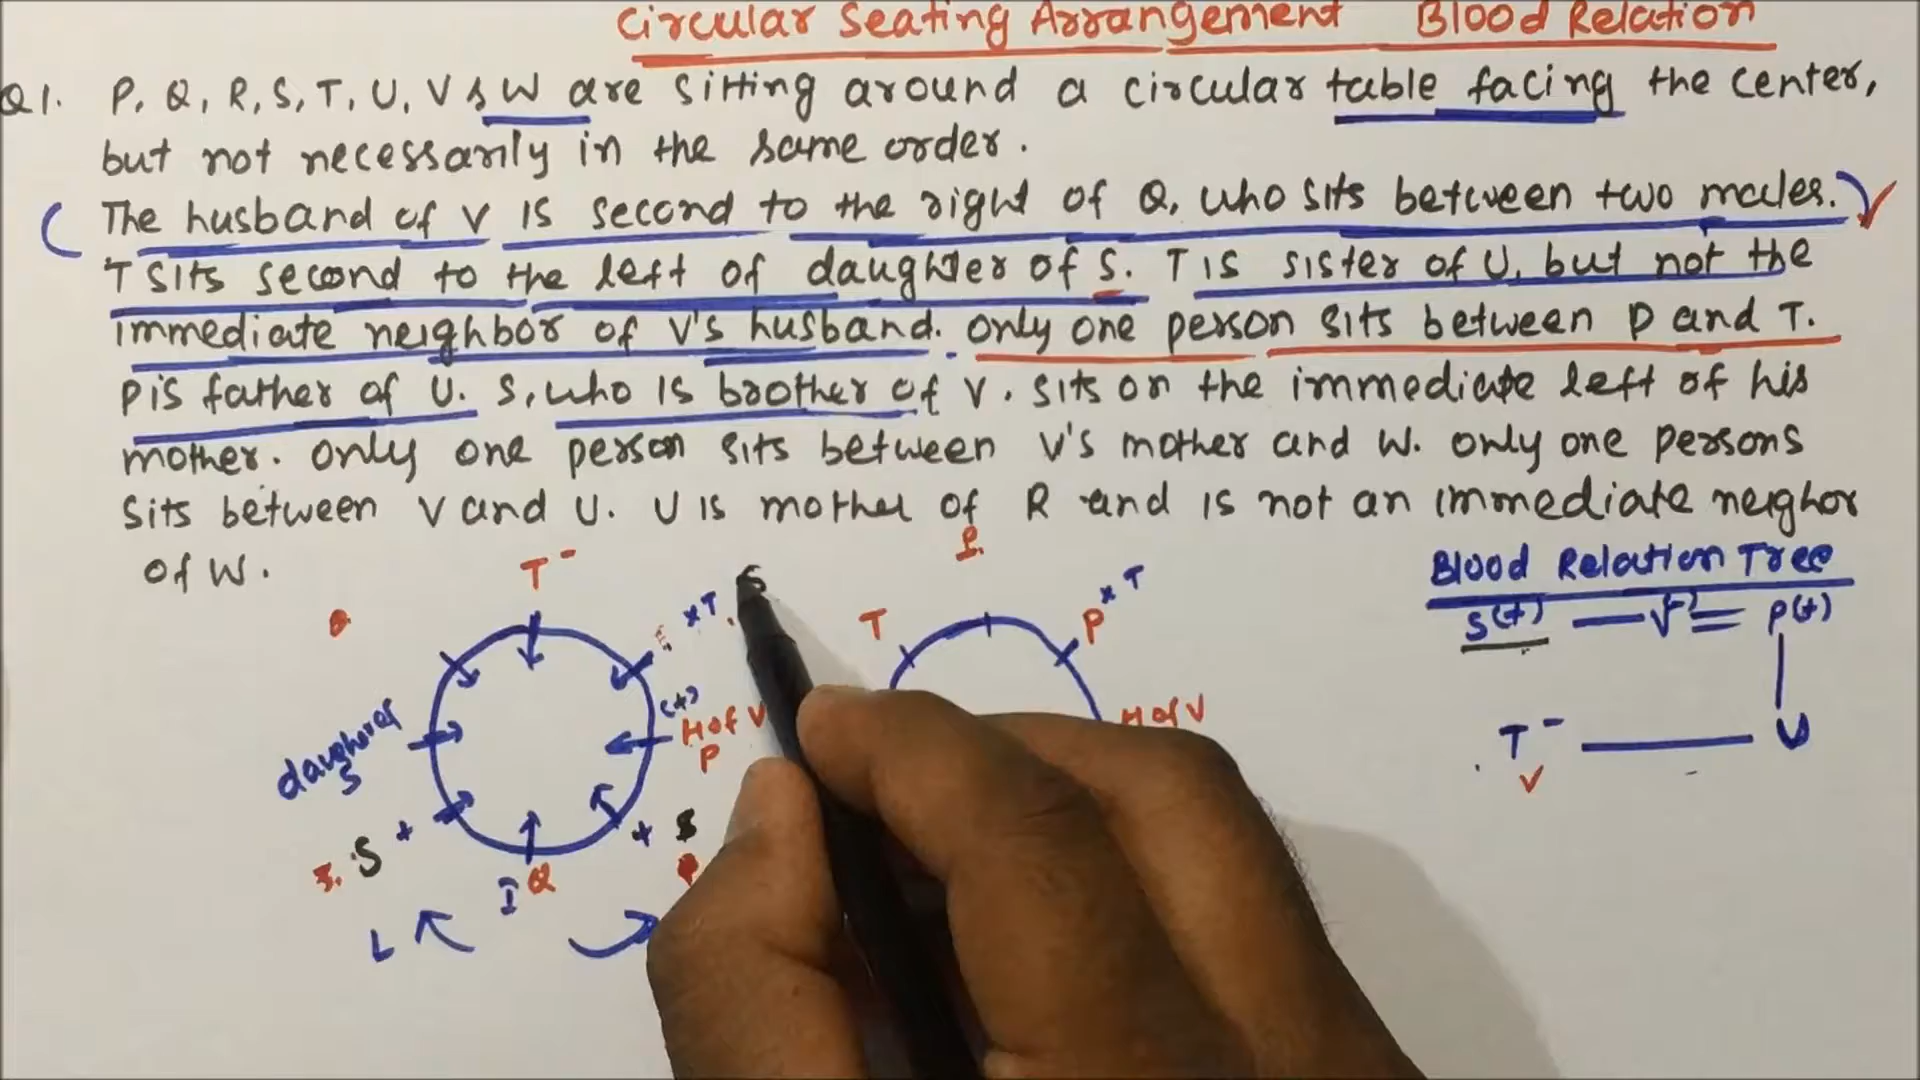 Circular Seating Arrangement Blood Relation
Q1. P, Q, R, S, T, U, V & W are sitting around a circular table facing the center,
but not necessarily in the same order.
The husband of V is second to the right of Q, who sits between two males.
T sits second to the left of daughter of S. T is sister of U, but not the
immediate neighbor of V's husband. only one person sits between P and T.
P is father of U. S, who is brother of V. sits on the immediate left of his
mother. only one person sits between V's mother and W. only one persons
sits between V and U. U is mother of R and is not an immediate neighor
of W.
T -
P.
Blood Relation Tree
S(+) — V(-) = P(+)
x T
T
P x T
daughter of
S
(+)
H of V
P
H of V
T -
U
S +
+ S
I Q
L